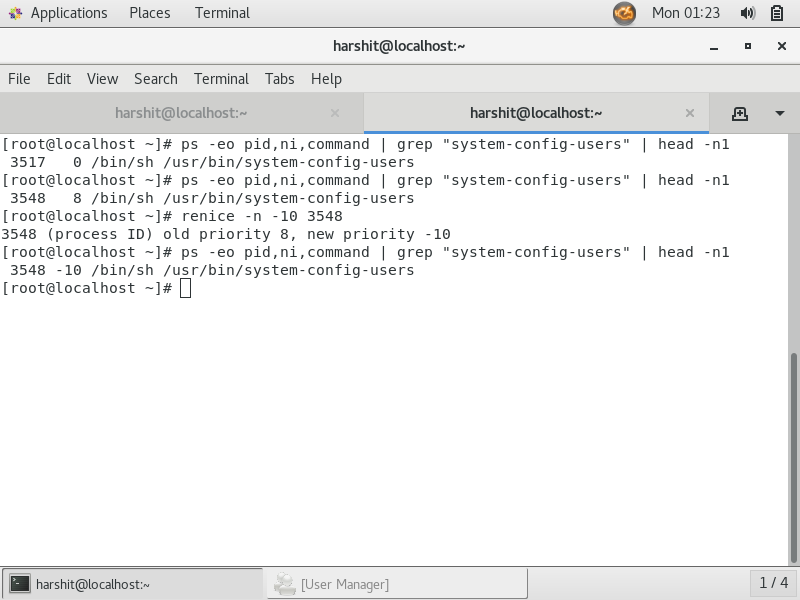 Applications Places Terminal Mon 01:23
harshit@localhost:~
File Edit View Search Terminal Tabs Help
harshit@localhost:~ × harshit@localhost:~ ×
[root@localhost ~]# ps -eo pid,ni,command | grep "system-config-users" | head -n1
 3517   0 /bin/sh /usr/bin/system-config-users
[root@localhost ~]# ps -eo pid,ni,command | grep "system-config-users" | head -n1
 3548   8 /bin/sh /usr/bin/system-config-users
[root@localhost ~]# renice -n -10 3548
3548 (process ID) old priority 8, new priority -10
[root@localhost ~]# ps -eo pid,ni,command | grep "system-config-users" | head -n1
 3548 -10 /bin/sh /usr/bin/system-config-users
[root@localhost ~]#
harshit@localhost:~ [User Manager] 1 / 4